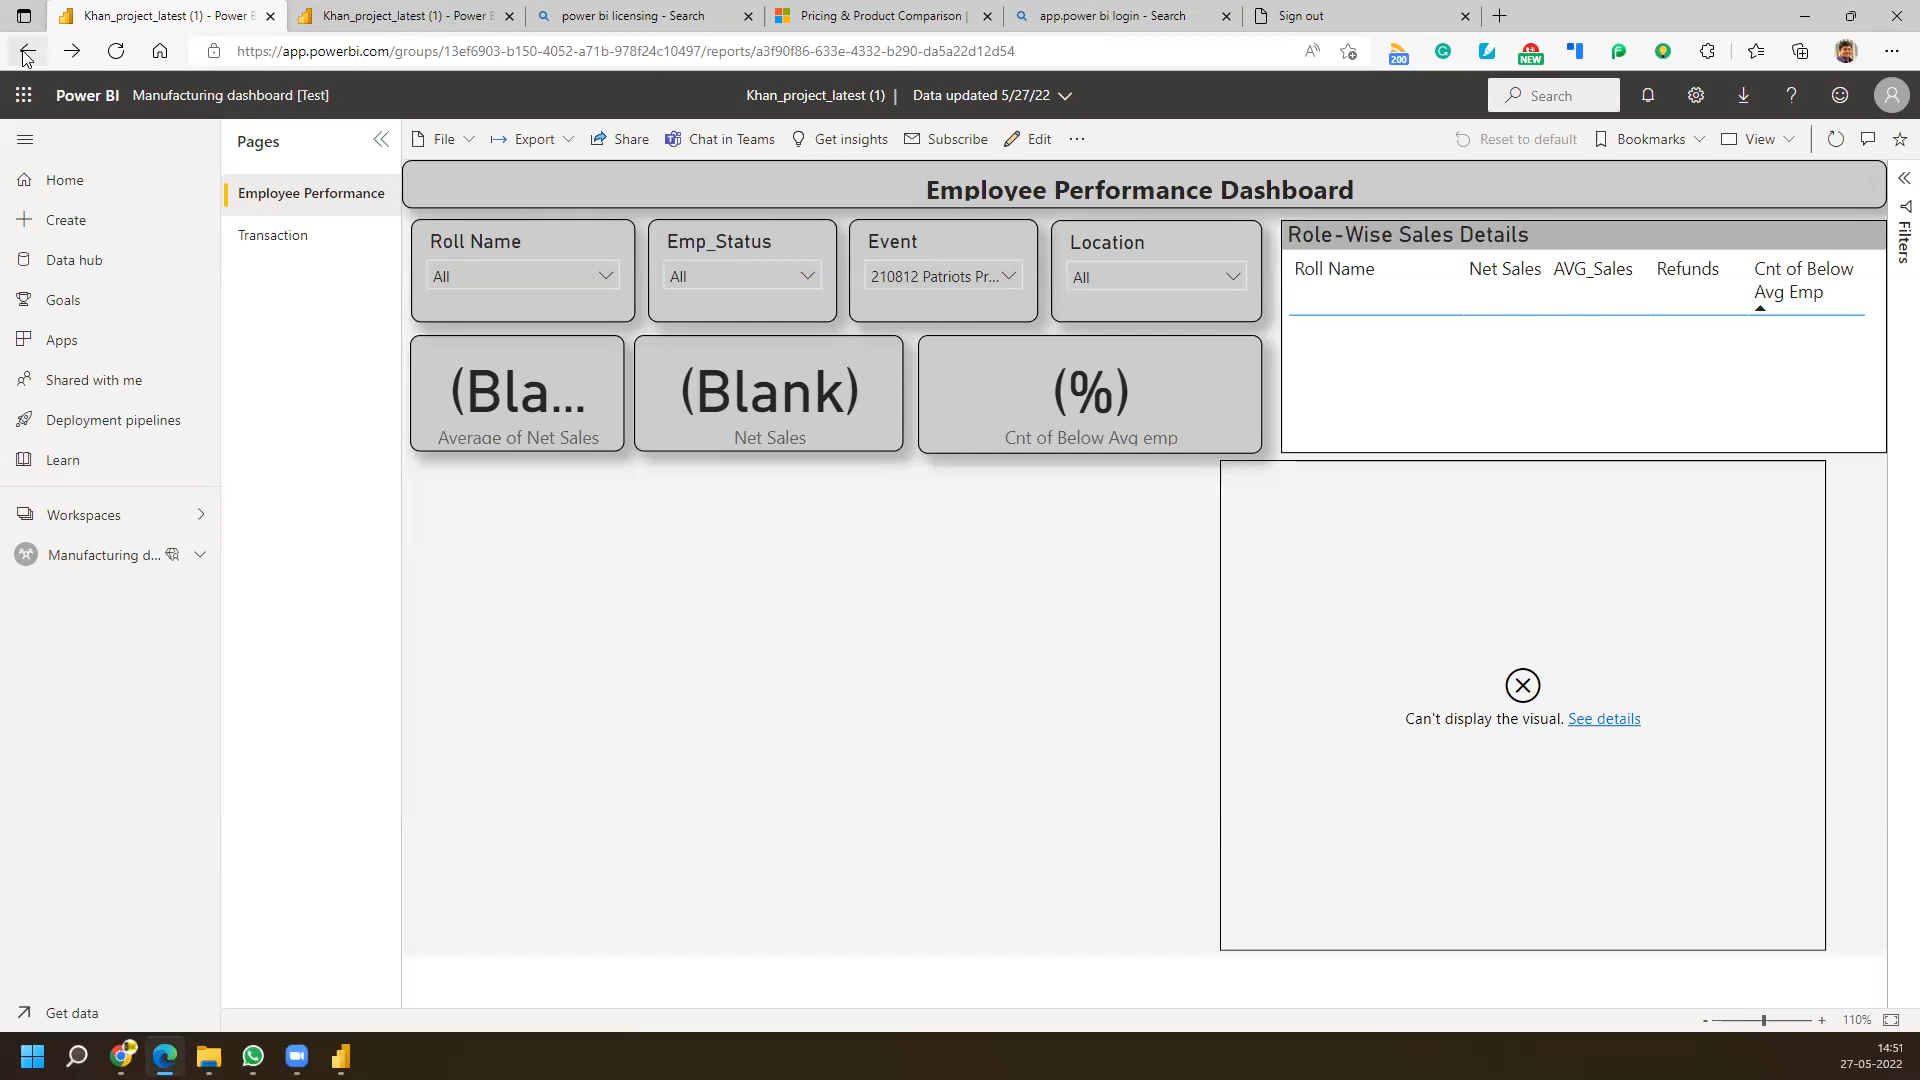 Khan_project_latest (1) - Power B
Khan_project_latest (1) - Power B
power bi licensing - Search
Pricing & Product Comparison |
app.power bi login - Search
Sign out
https://app.powerbi.com/groups/13ef6903-b150-4052-a71b-978f24c10497/reports/a3f90f86-633e-4332-b290-da5a22d12d54
200
NEW
Power BI Manufacturing dashboard [Test]
Khan_project_latest (1) | Data updated 5/27/22
Search
Pages
File
Export
Share
Chat in Teams
Get insights
Subscribe
Edit
Reset to default
Bookmarks
View
Home
Create
Data hub
Goals
Apps
Shared with me
Deployment pipelines
Learn
Workspaces
Manufacturing d...
Get data
Employee Performance
Transaction
Employee Performance Dashboard
Roll Name
All
Emp_Status
All
Event
210812 Patriots Pr...
Location
All
(Bla...
Average of Net Sales
(Blank)
Net Sales
(%)
Cnt of Below Avg emp
Role-Wise Sales Details
Roll Name Net Sales AVG_Sales Refunds Cnt of Below
Avg Emp
Can't display the visual. See details
Filters
- + 110%
14:51
27-05-2022